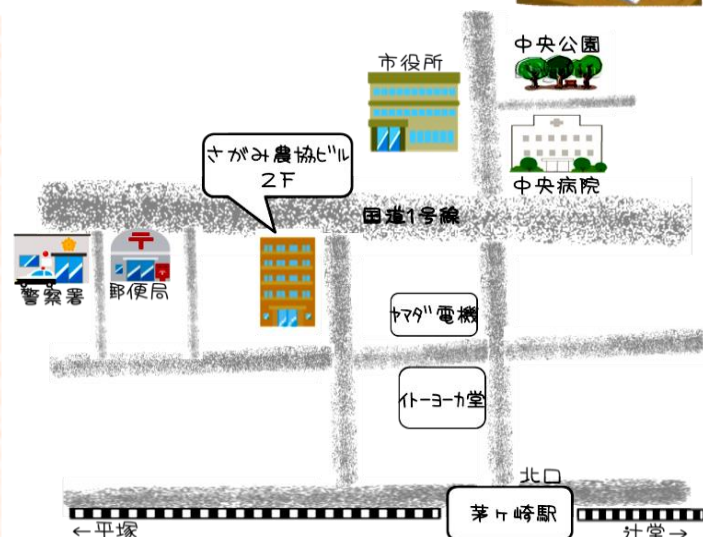 中央公園
市役所
さがみ農協ビル
2F
中央病院
国道1号線
警察署
郵便局
ヤマダ電機
イトーヨーカ堂
北口
茅ヶ崎駅
←平塚
辻堂→